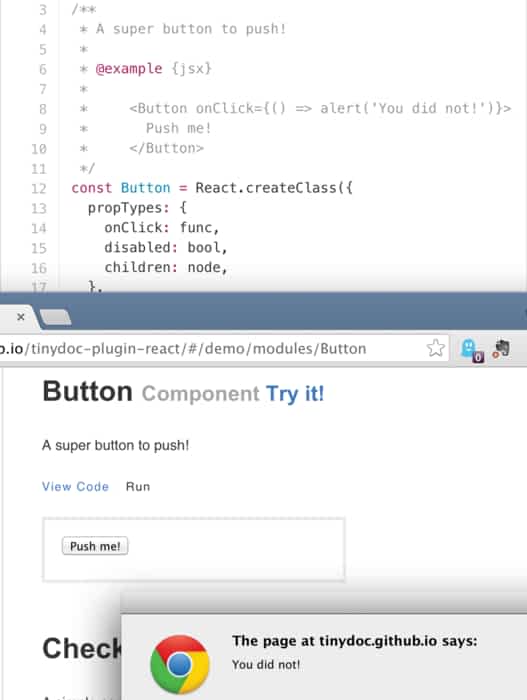 3 /**
4 * A super button to push!
5 *
6 * @example {jsx}
7 *
8 * <Button onClick={() => alert('You did not!')}>
9 * Push me!
10 * </Button>
11 */
12 const Button = React.createClass({
13 propTypes: {
14 onClick: func,
15 disabled: bool,
16 children: node,
17 },
×
o.io/tinydoc-plugin-react/#/demo/modules/Button 0
Button Component Try it!
A super button to push!
View Code Run
Push me!
Check
The page at tinydoc.github.io says:
You did not!